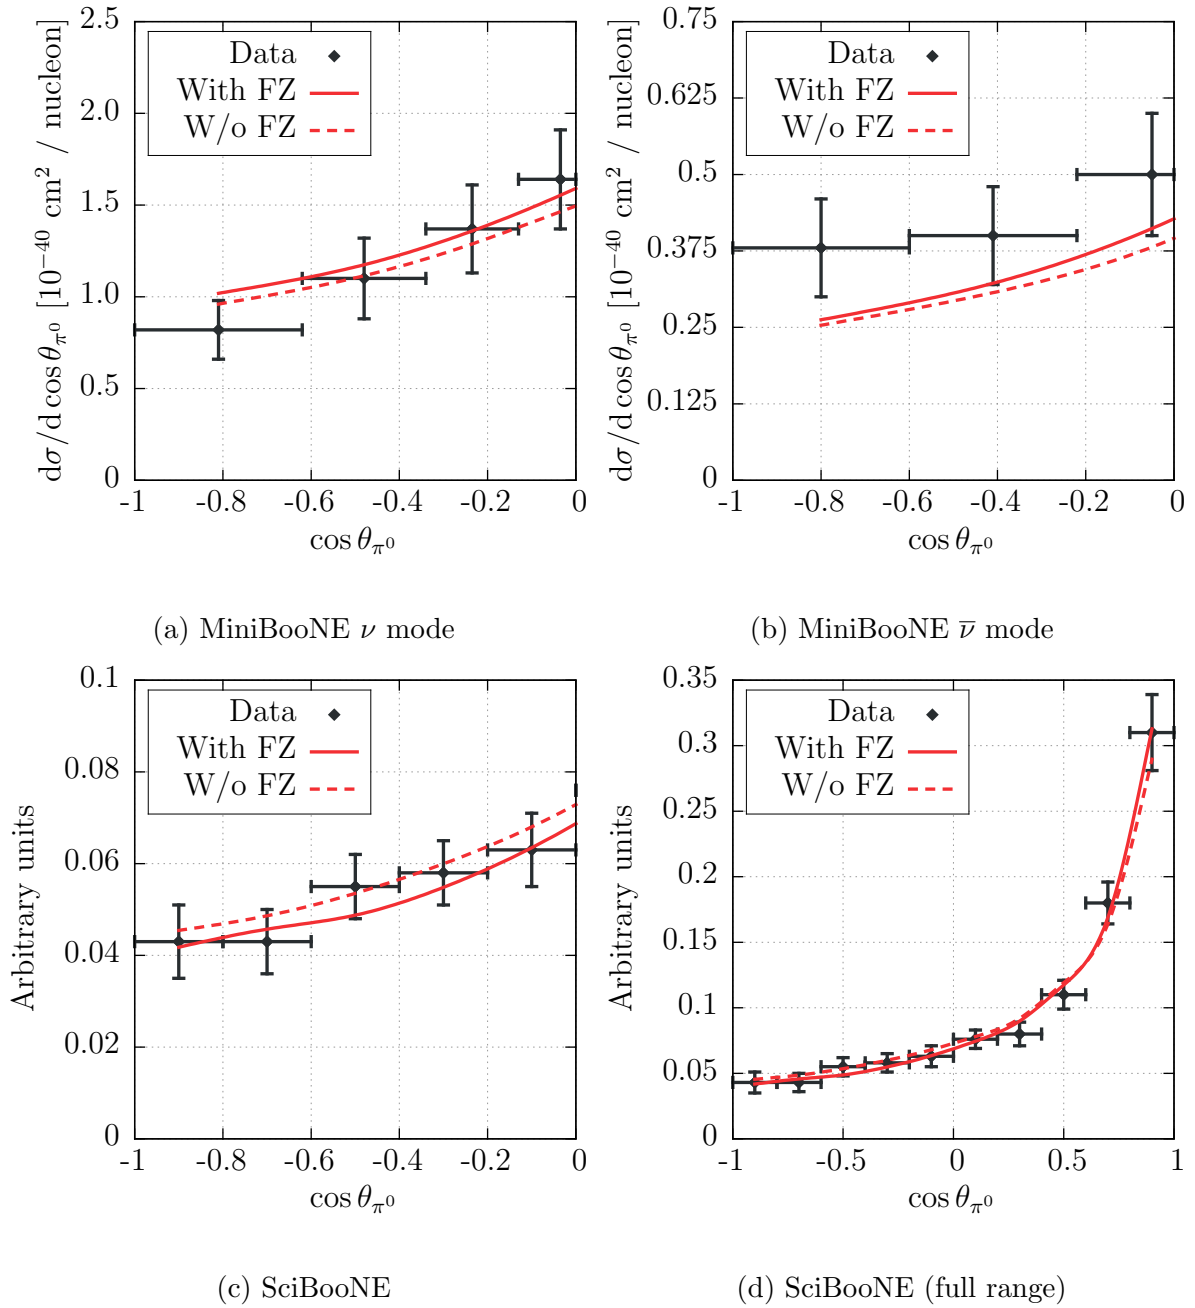 dσ/d cos θπ0 [10−40 cm2 / nucleon]
2.5
2.0
1.5
1.0
0.5
0
Data
With FZ
W/o FZ
-1 -0.8 -0.6 -0.4 -0.2 0
cos θπ0
(a) MiniBooNE ν mode
dσ/d cos θπ0 [10−40 cm2 / nucleon]
0.75
0.625
0.5
0.375
0.25
0.125
0
Data
With FZ
W/o FZ
-1 -0.8 -0.6 -0.4 -0.2 0
cos θπ0
(b) MiniBooNE ν̅ mode
Arbitrary units
0.1
0.08
0.06
0.04
0.02
0
Data
With FZ
W/o FZ
-1 -0.8 -0.6 -0.4 -0.2 0
cos θπ0
(c) SciBooNE
Arbitrary units
0.35
0.3
0.25
0.2
0.15
0.1
0.05
0
Data
With FZ
W/o FZ
-1 -0.5 0 0.5 1
cos θπ0
(d) SciBooNE (full range)